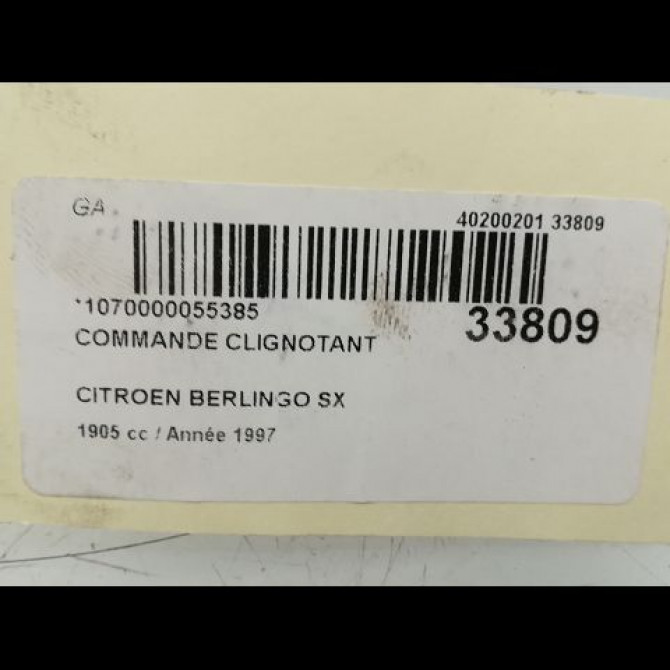 GA
40200201 33809
*1070000055385
33809
COMMANDE CLIGNOTANT
CITROEN BERLINGO SX
1905 cc / Année 1997